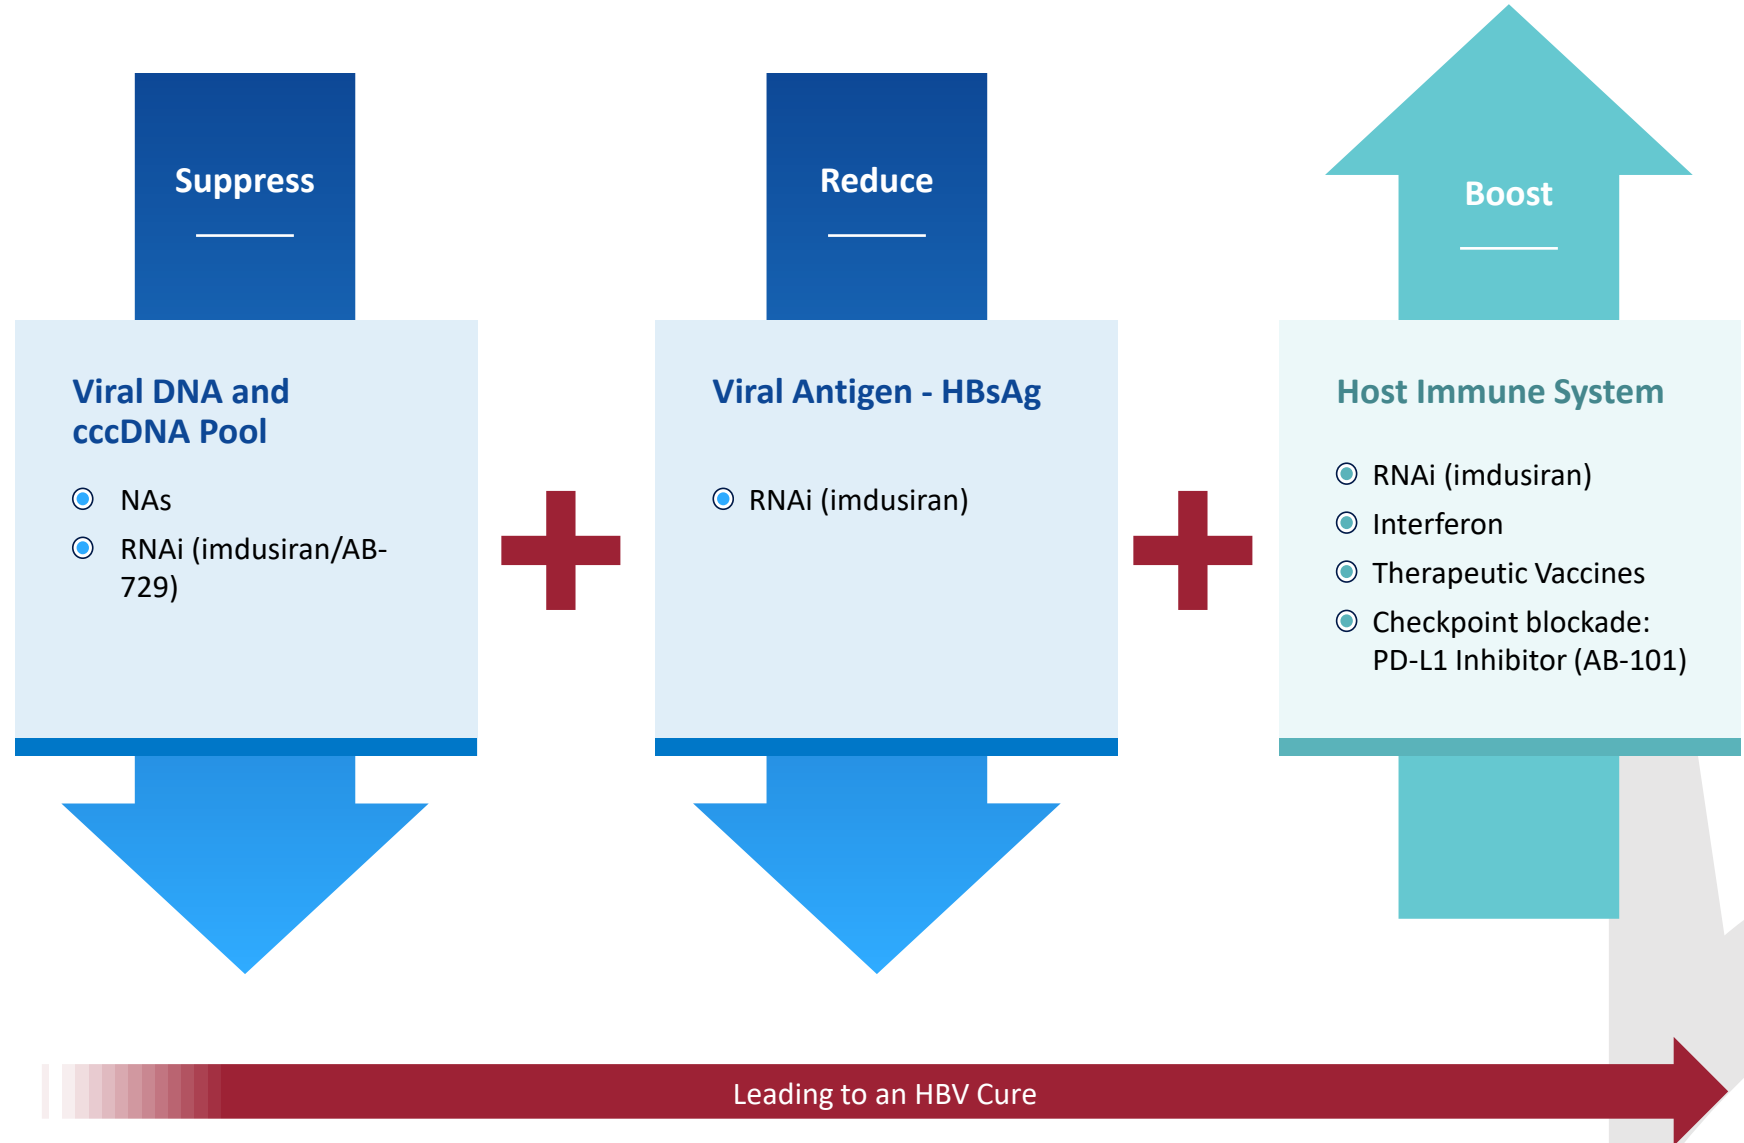 Suppress
Viral DNA and
cccDNA Pool
NAs
RNAi (imdusiran/AB-
729)
Reduce
Viral Antigen - HBsAg
RNAi (imdusiran)
Boost
Host Immune System
RNAi (imdusiran)
Interferon
Therapeutic Vaccines
Checkpoint blockade:
PD-L1 Inhibitor (AB-101)
Leading to an HBV Cure